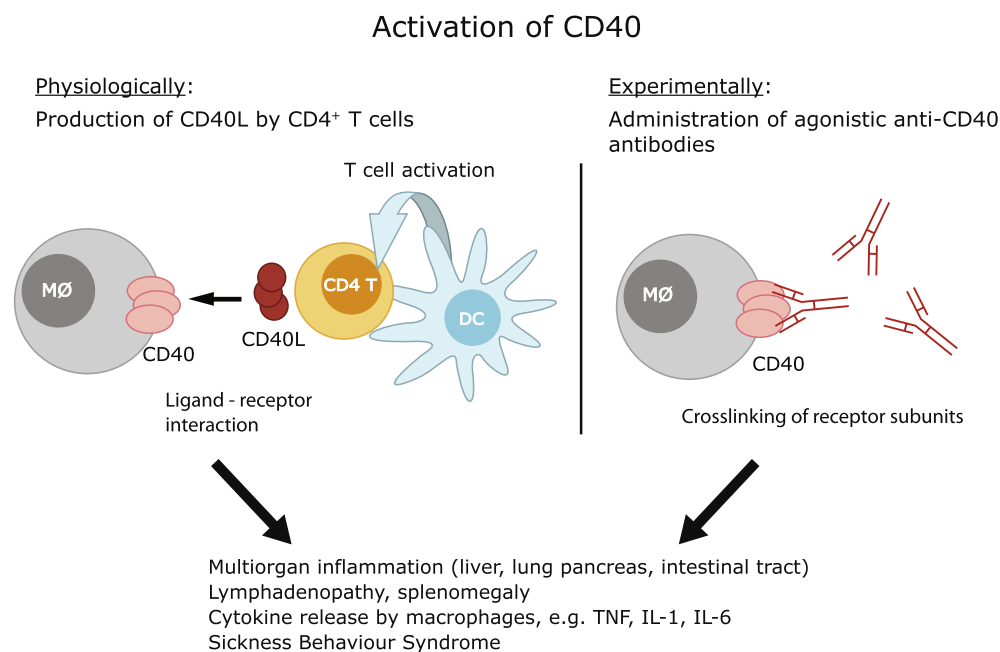 Activation of CD40
Physiologically:
Production of CD40L by CD4⁺ T cells
T cell activation
MØ
CD40
CD40L
CD4 T
DC
Ligand - receptor
interaction
Experimentally:
Administration of agonistic anti-CD40
antibodies
MØ
CD40
Crosslinking of receptor subunits
Multiorgan inflammation (liver, lung pancreas, intestinal tract)
Lymphadenopathy, splenomegaly
Cytokine release by macrophages, e.g. TNF, IL-1, IL-6
Sickness Behaviour Syndrome